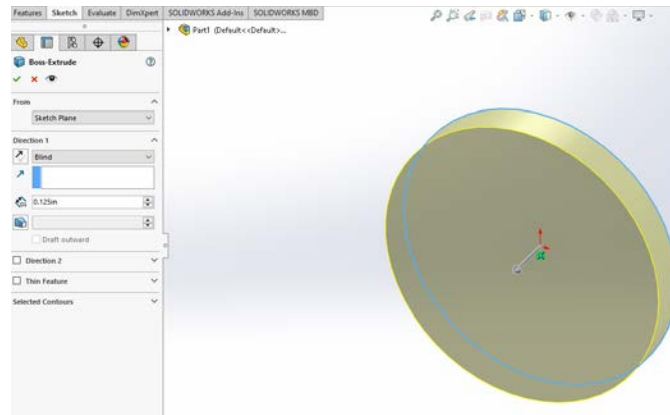 Features Sketch Evaluate DimXpert SOLIDWORKS Add-Ins SOLIDWORKS MBD
Part1 (Default<<Default>...
Boss-Extrude
From
Sketch Plane
Direction 1
Blind
0.125in
Draft outward
Direction 2
Thin Feature
Selected Contours